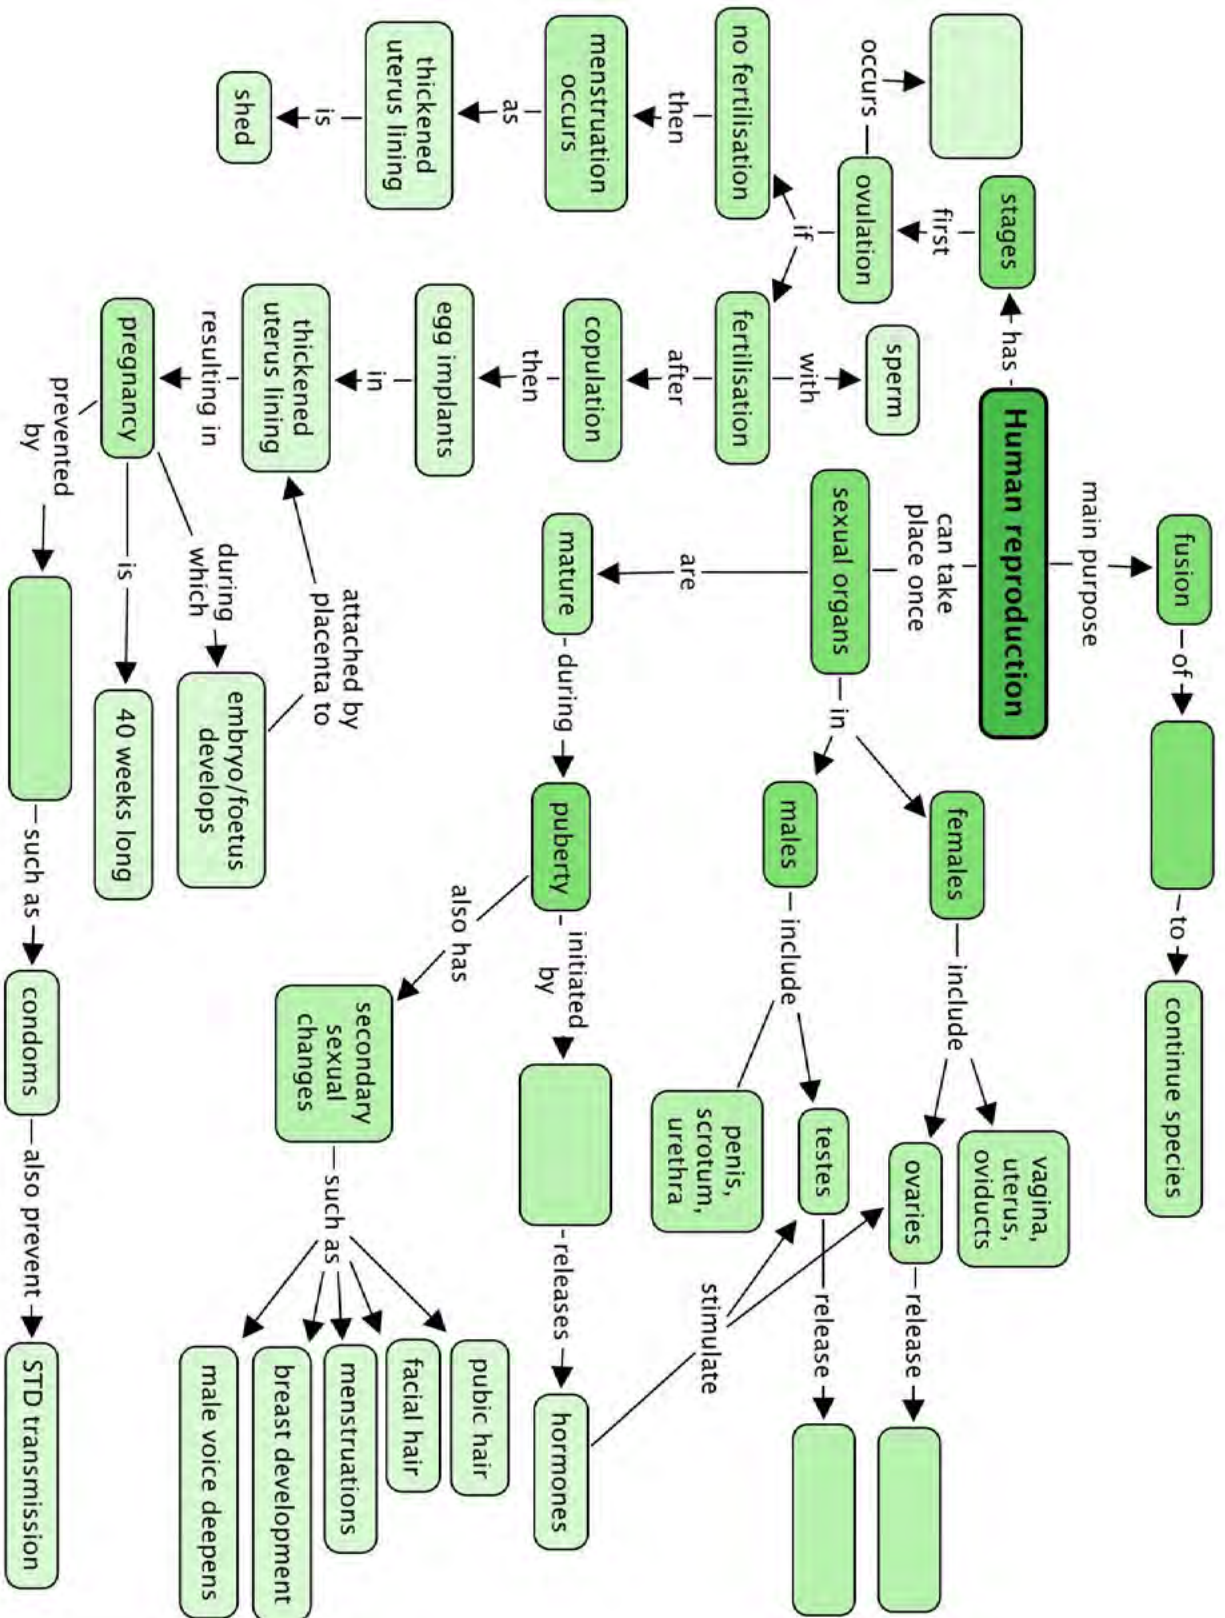 fusion
of
to
continue species
main purpose
Human reproduction
has
stages
first
ovulation
occurs
can take
place once
sexual organs
in
females
include
vagina,
uterus,
oviducts
ovaries
release
males
include
testes
release
penis,
scrotum,
urethra
stimulate
are
mature
during
puberty
initiated
by
releases
hormones
also has
secondary
sexual
changes
such as
pubic hair
facial hair
menstruations
breast development
male voice deepens
if
no fertilisation
then
menstruation
occurs
as
thickened
uterus lining
is
shed
fertilisation
with
sperm
after
copulation
then
egg implants
in
thickened
uterus lining
resulting in
pregnancy
attached by
placenta to
during
which
embryo/foetus
develops
is
40 weeks long
prevented
by
such as
condoms
also prevent
STD transmission